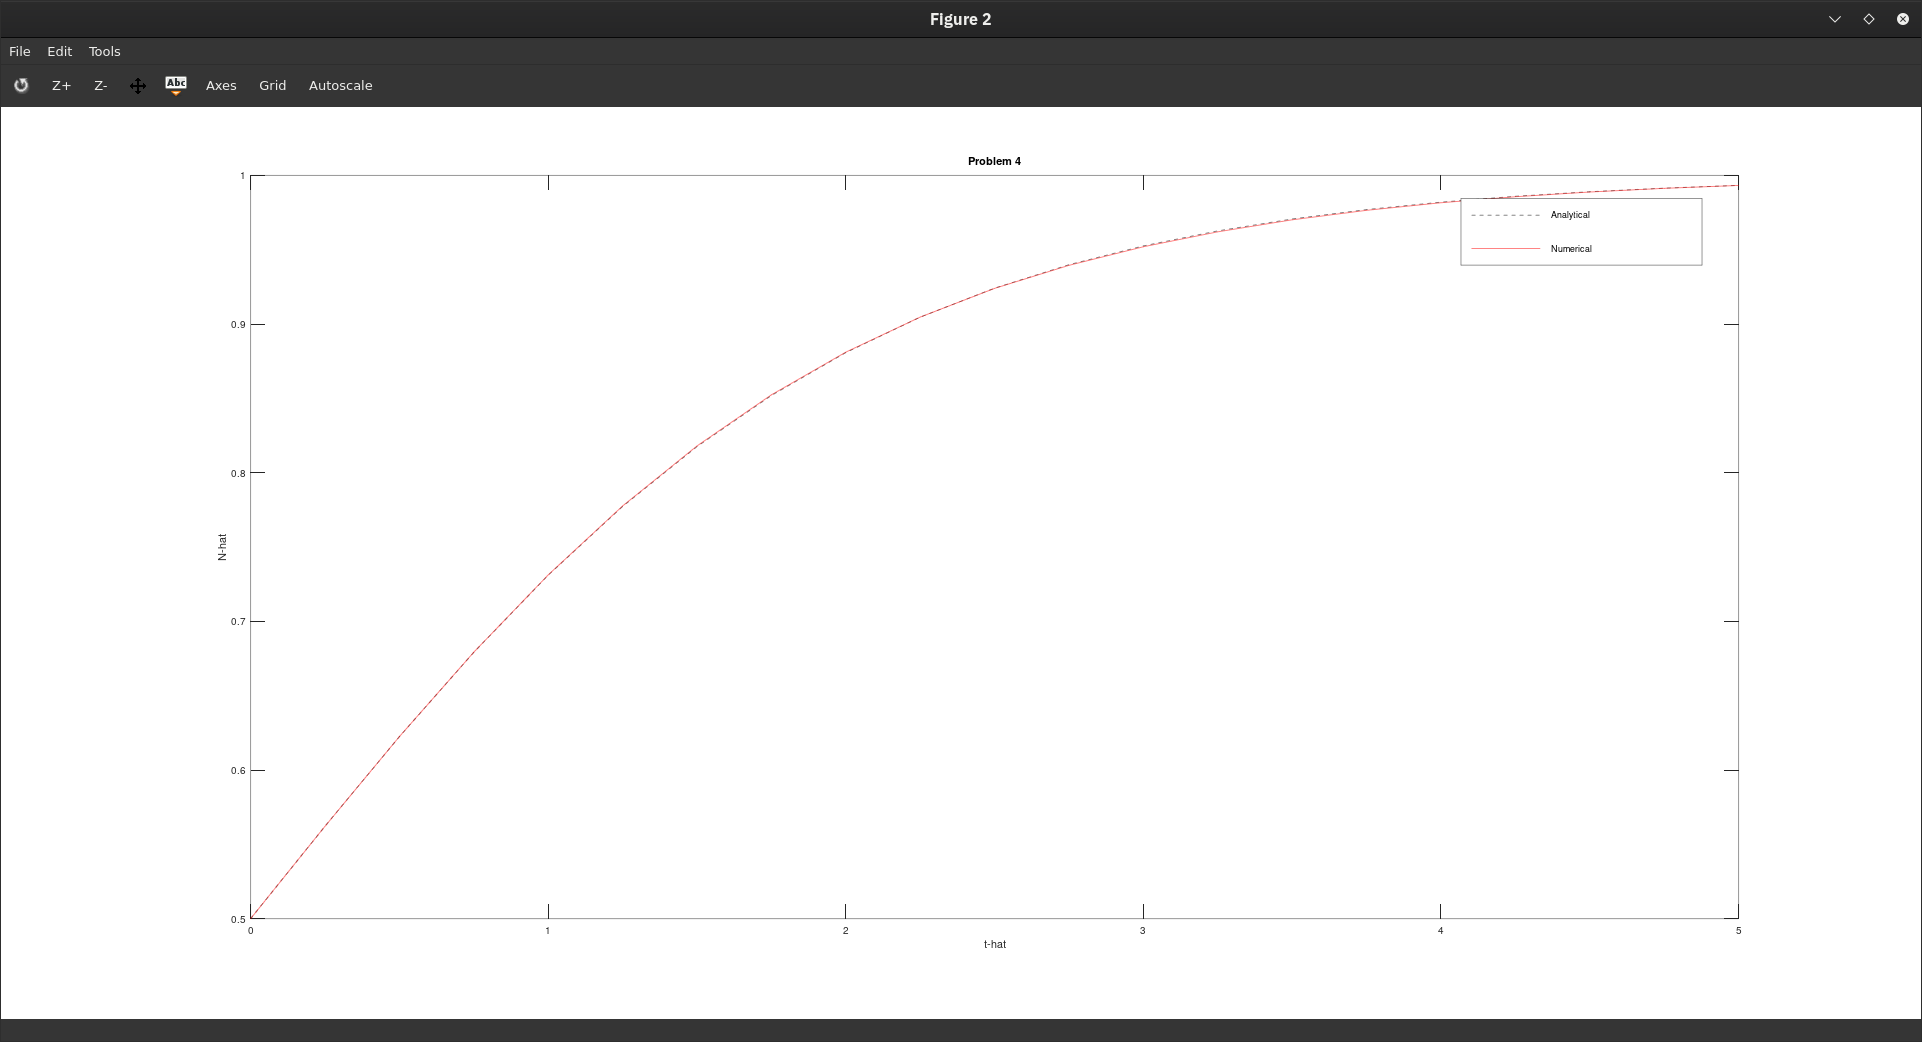 Figure 2
File Edit Tools
Z+ Z- Abc Axes Grid Autoscale
Problem 4
1
0.9
0.8
0.7
0.6
0.5
N-hat
Analytical
Numerical
0 1 2 3 4 5
t-hat